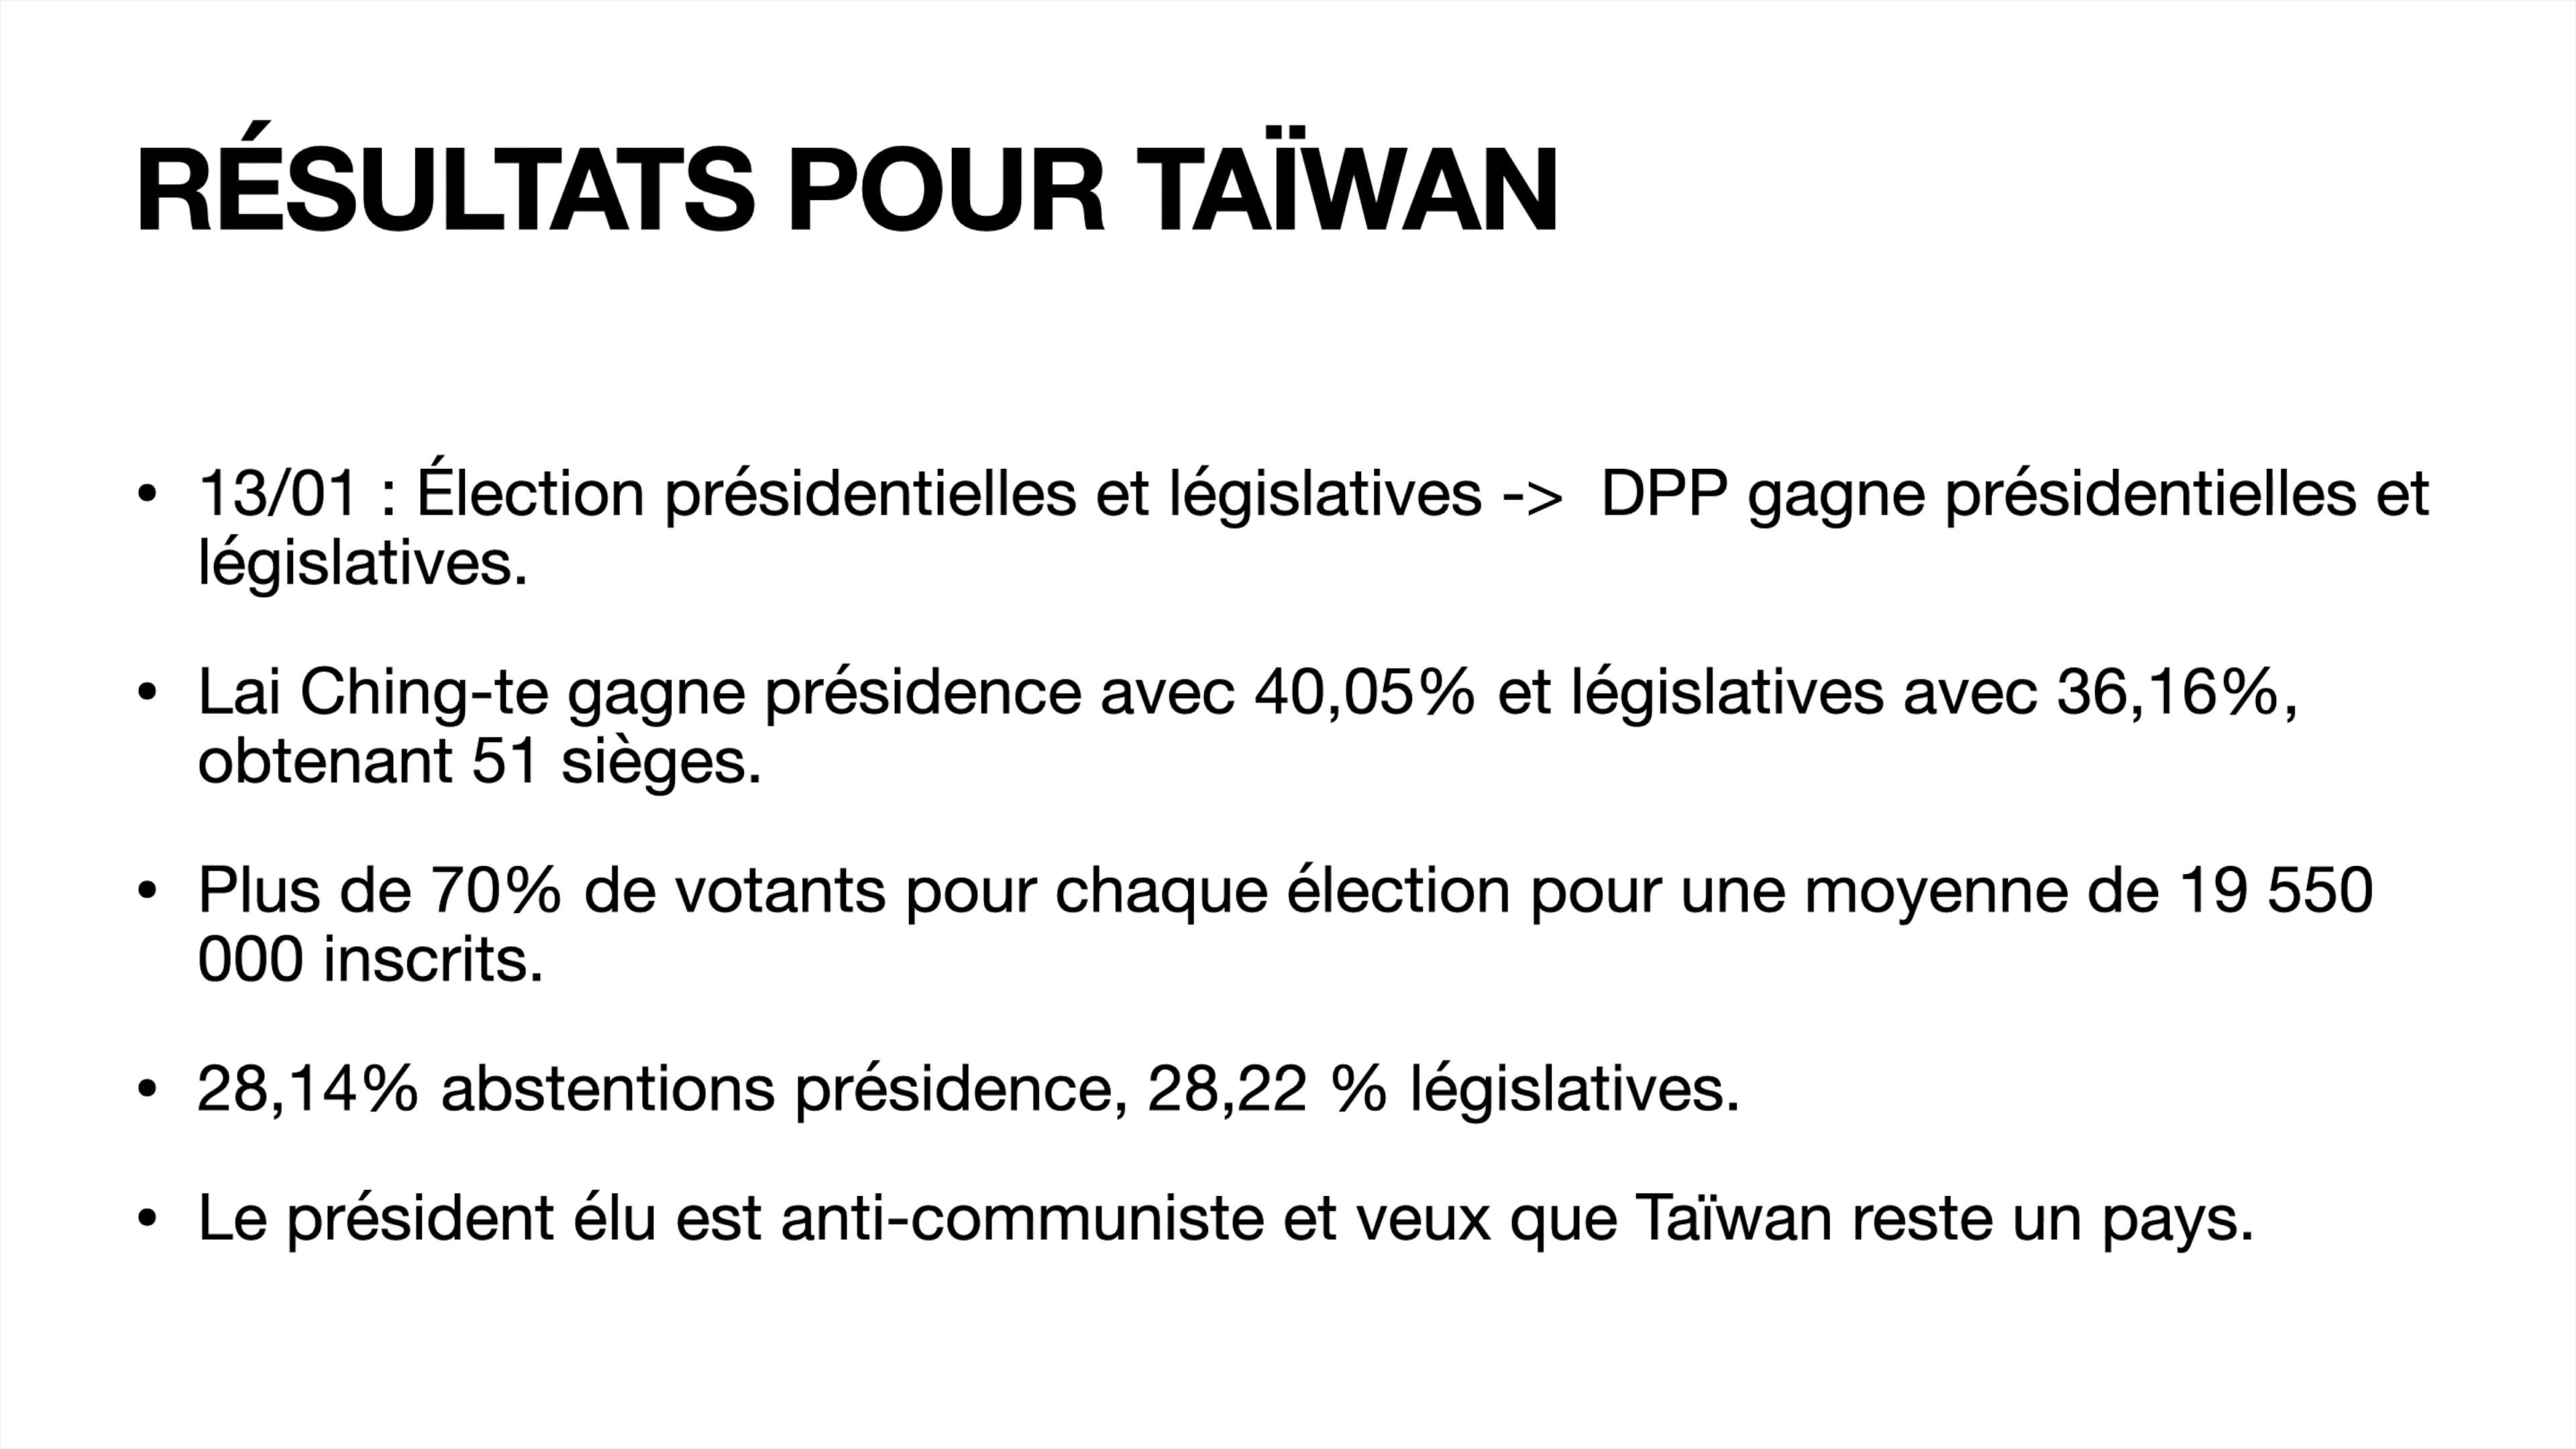 RÉSULTATS POUR TAÏWAN
• 13/01 : Élection présidentielles et législatives -> DPP gagne présidentielles et
législatives.
• Lai Ching-te gagne présidence avec 40,05% et législatives avec 36,16%,
obtenant 51 sièges.
• Plus de 70% de votants pour chaque élection pour une moyenne de 19 550
000 inscrits.
• 28,14% abstentions présidence, 28,22 % législatives.
• Le président élu est anti-communiste et veux que Taïwan reste un pays.